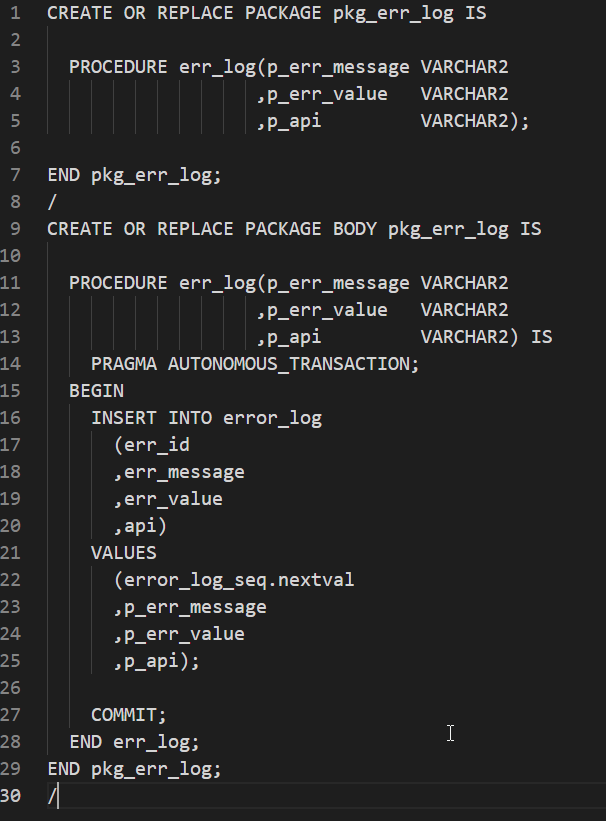 1 CREATE OR REPLACE PACKAGE pkg_err_log IS
2
3   PROCEDURE err_log(p_err_message VARCHAR2
4                    ,p_err_value   VARCHAR2
5                    ,p_api         VARCHAR2);
6
7 END pkg_err_log;
8 /
9 CREATE OR REPLACE PACKAGE BODY pkg_err_log IS
10
11   PROCEDURE err_log(p_err_message VARCHAR2
12                    ,p_err_value   VARCHAR2
13                    ,p_api         VARCHAR2) IS
14     PRAGMA AUTONOMOUS_TRANSACTION;
15   BEGIN
16     INSERT INTO error_log
17       (err_id
18       ,err_message
19       ,err_value
20       ,api)
21     VALUES
22       (error_log_seq.nextval
23       ,p_err_message
24       ,p_err_value
25       ,p_api);
26
27     COMMIT;
28   END err_log;
29 END pkg_err_log;
30 /